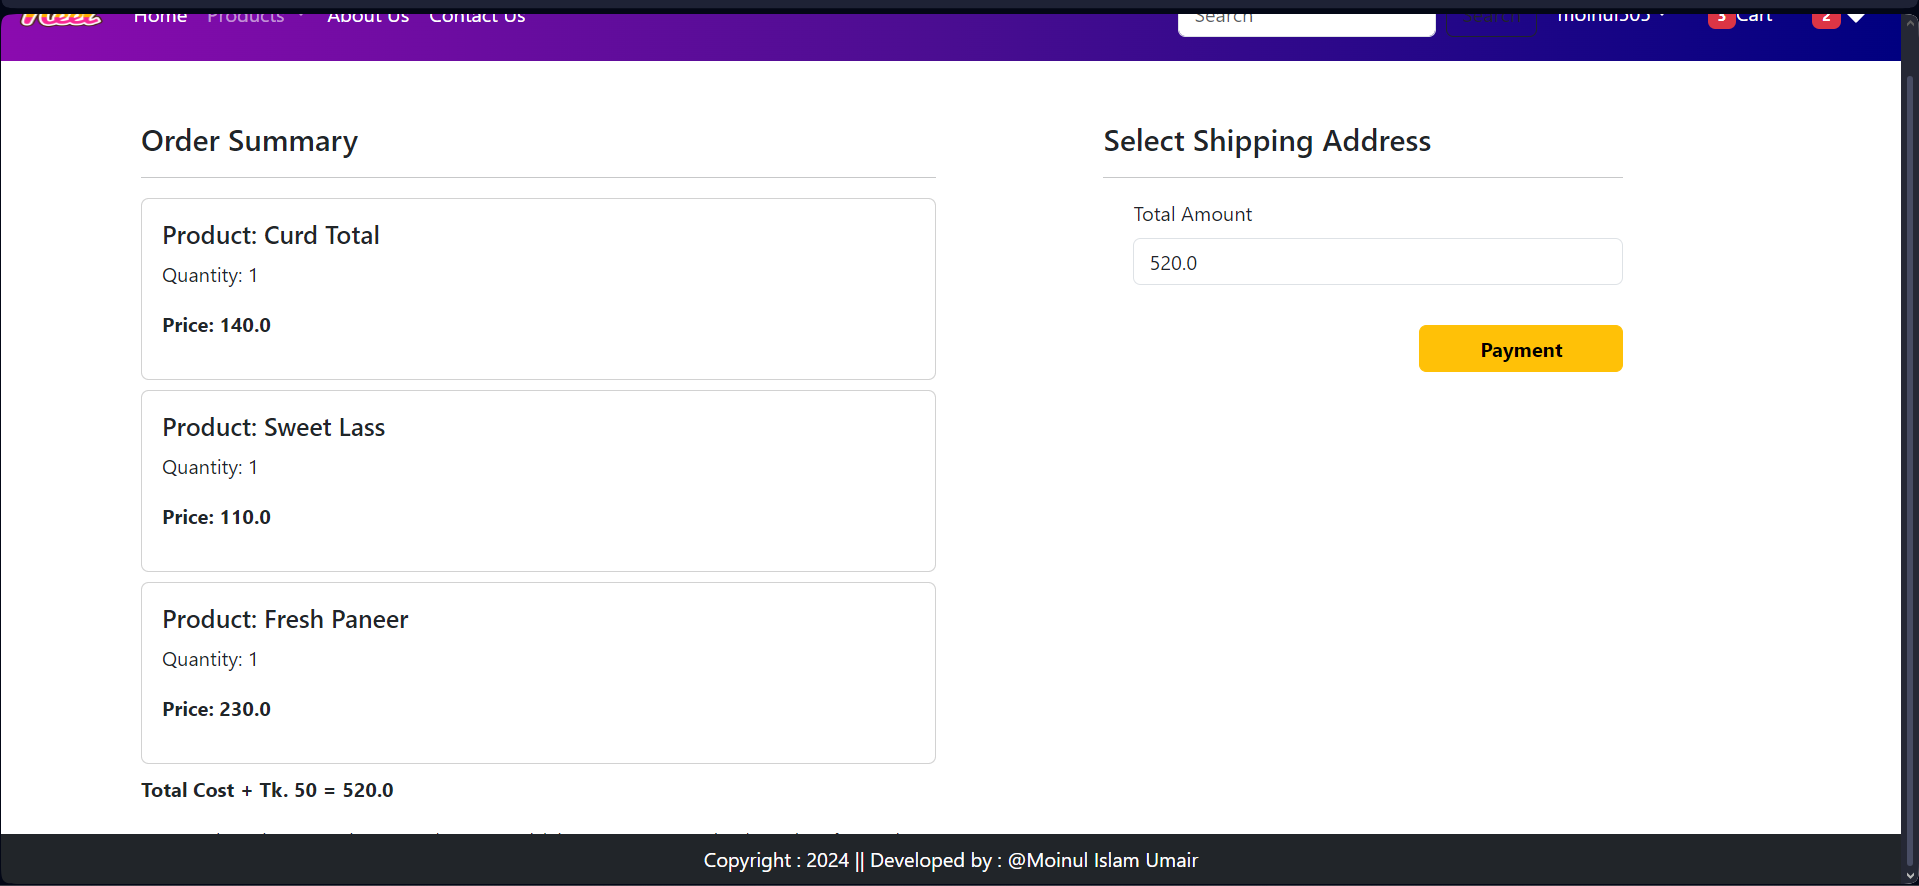 Home Products About Us Contact Us Search Search moinul505 3 Cart 2
Order Summary
Product: Curd Total
Quantity: 1
Price: 140.0
Product: Sweet Lass
Quantity: 1
Price: 110.0
Product: Fresh Paneer
Quantity: 1
Price: 230.0
Total Cost + Tk. 50 = 520.0
Select Shipping Address
Total Amount
520.0
Payment
Copyright : 2024 || Developed by : @Moinul Islam Umair